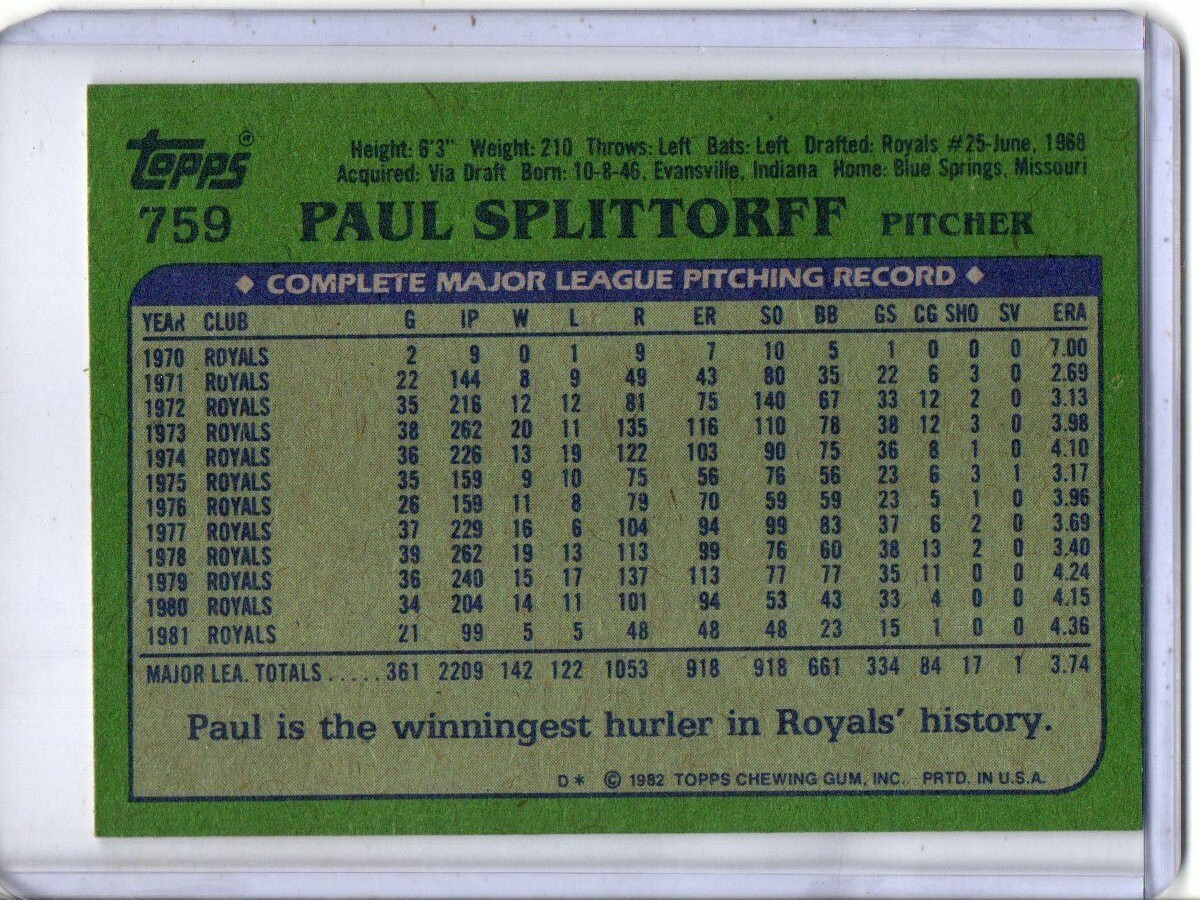 Topps®
Height: 6'3" Weight: 210 Throws: Left Bats: Left Drafted: Royals #25-June, 1968
Acquired: Via Draft Born: 10-8-46, Evansville, Indiana Home: Blue Springs, Missouri
759 PAUL SPLITTORFF PITCHER
◆ COMPLETE MAJOR LEAGUE PITCHING RECORD ◆
YEAR CLUB G IP W L R ER SO BB GS CG SHO SV ERA
1970 ROYALS 2 9 0 1 9 7 10 5 1 0 0 0 7.00
1971 ROYALS 22 144 8 9 49 43 80 35 22 6 3 0 2.69
1972 ROYALS 35 216 12 12 81 75 140 67 33 12 2 0 3.13
1973 ROYALS 38 262 20 11 135 116 110 78 38 12 3 0 3.98
1974 ROYALS 36 226 13 19 122 103 90 75 36 8 1 0 4.10
1975 ROYALS 35 159 9 10 75 56 76 56 23 6 3 1 3.17
1976 ROYALS 26 159 11 8 79 70 59 59 23 5 1 0 3.96
1977 ROYALS 37 229 16 6 104 94 99 83 37 6 2 0 3.69
1978 ROYALS 39 262 19 13 113 99 76 60 38 13 2 0 3.40
1979 ROYALS 36 240 15 17 137 113 77 77 35 11 0 0 4.24
1980 ROYALS 34 204 14 11 101 94 53 43 33 4 0 0 4.15
1981 ROYALS 21 99 5 5 48 48 48 23 15 1 0 0 4.36
MAJOR LEA. TOTALS ..... 361 2209 142 122 1053 918 918 661 334 84 17 1 3.74
Paul is the winningest hurler in Royals' history.
D* © 1982 TOPPS CHEWING GUM, INC. PRTD. IN U.S.A.